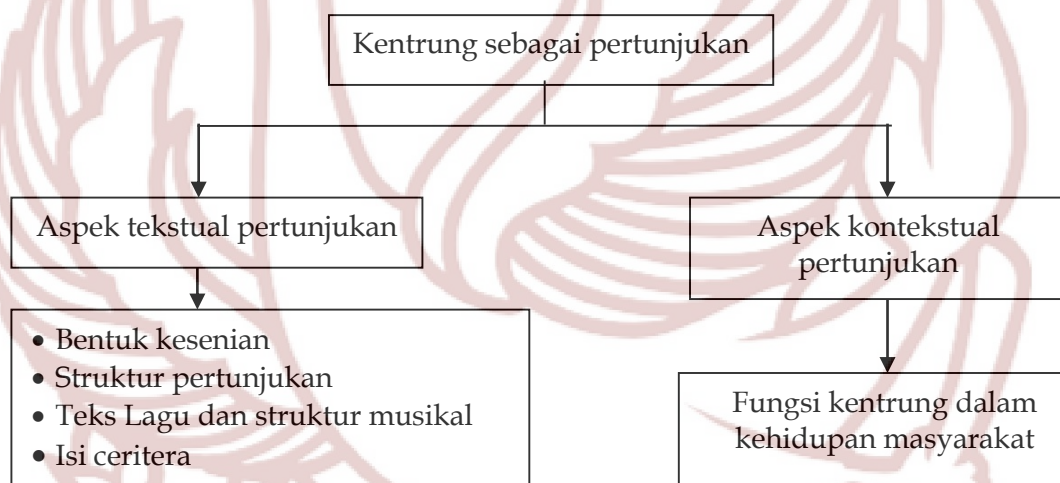 Kentrung sebagai pertunjukan
Aspek tekstual pertunjukan
Aspek kontekstual
pertunjukan
• Bentuk kesenian
• Struktur pertunjukan
• Teks Lagu dan struktur musikal
• Isi ceritera
Fungsi kentrung dalam
kehidupan masyarakat